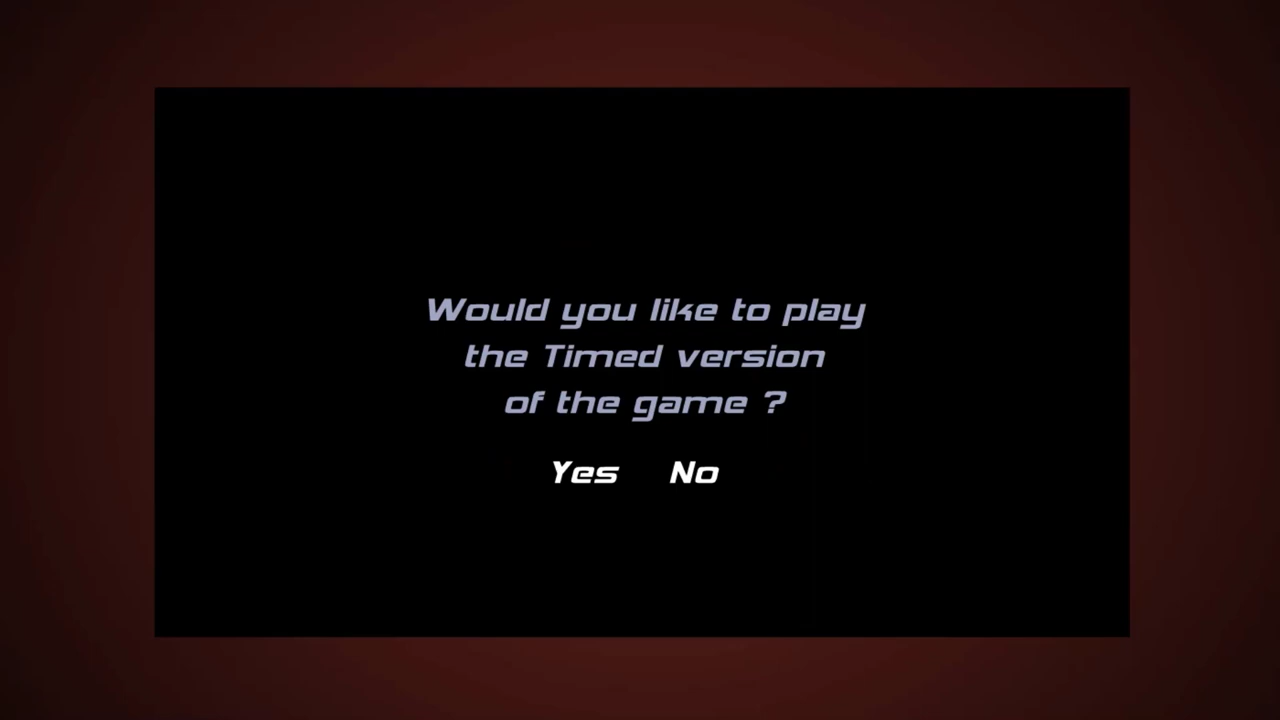 Would you like to play
the Timed version
of the game ?
Yes No